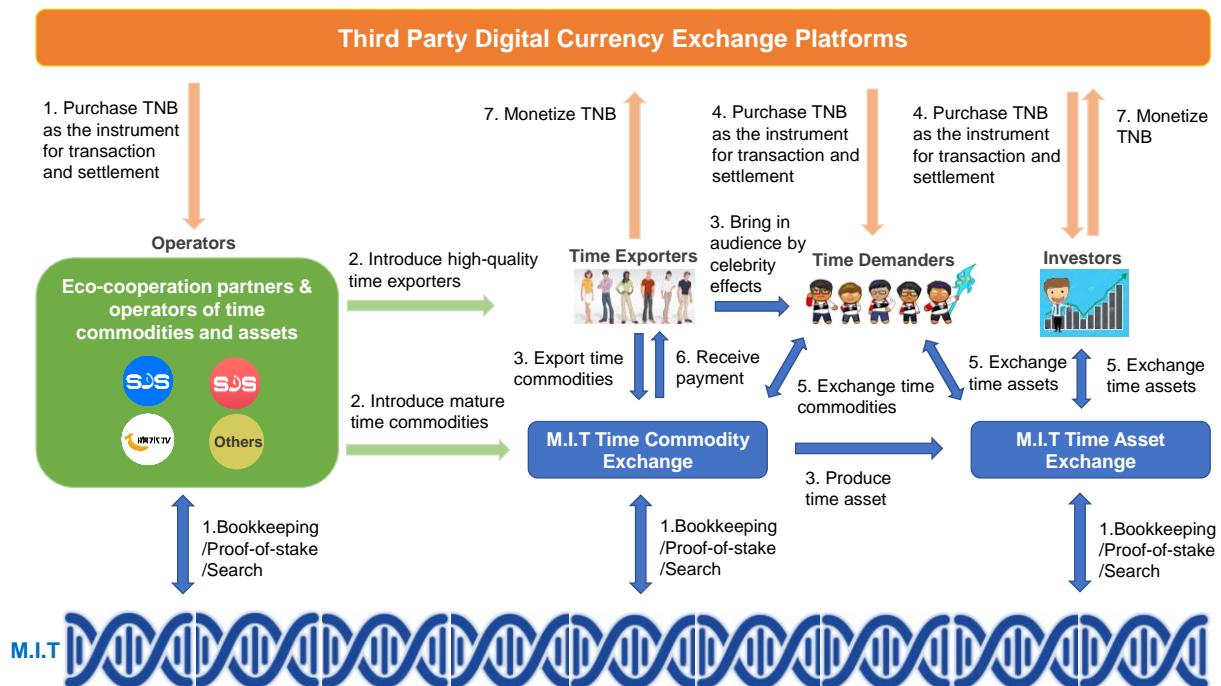 Third Party Digital Currency Exchange Platforms
1. Purchase TNB
as the instrument
for transaction
and settlement
7. Monetize TNB
4. Purchase TNB
as the instrument
for transaction and
settlement
4. Purchase TNB
as the instrument
for transaction and
settlement
7. Monetize
TNB
Operators
Eco-cooperation partners &
operators of time
commodities and assets
SDS
SDS
Others
2. Introduce high-quality
time exporters
2. Introduce mature
time commodities
Time Exporters
3. Bring in
audience by
celebrity
effects
Time Demanders
Investors
3. Export time
commodities
6. Receive
payment
5. Exchange time
commodities
5. Exchange
time assets
5. Exchange
time assets
M.I.T Time Commodity
Exchange
3. Produce
time asset
M.I.T Time Asset
Exchange
1.Bookkeeping
/Proof-of-stake
/Search
1.Bookkeeping
/Proof-of-stake
/Search
1.Bookkeeping
/Proof-of-stake
/Search
M.I.T